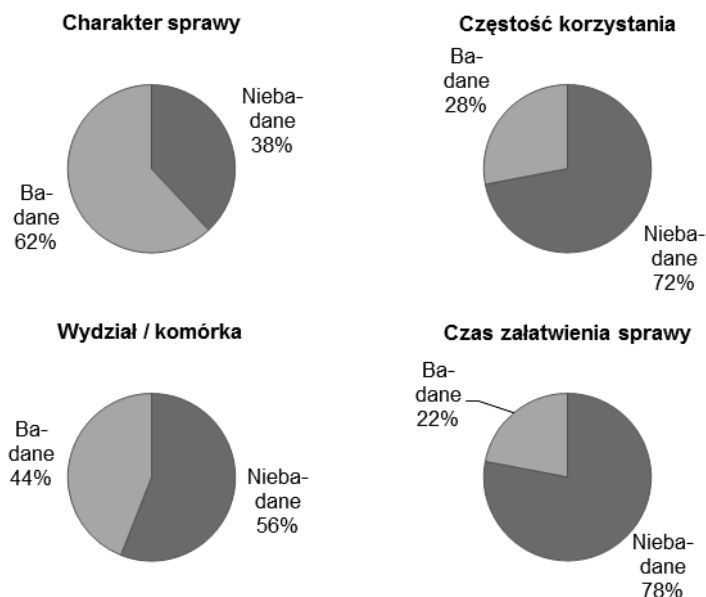 Charakter sprawy
Nieba-
dane
38%
Ba-
dane
62%
Częstość korzystania
Ba-
dane
28%
Nieba-
dane
72%
Wydział / komórka
Ba-
dane
44%
Nieba-
dane
56%
Czas załatwienia sprawy
Ba-
dane
22%
Nieba-
dane
78%